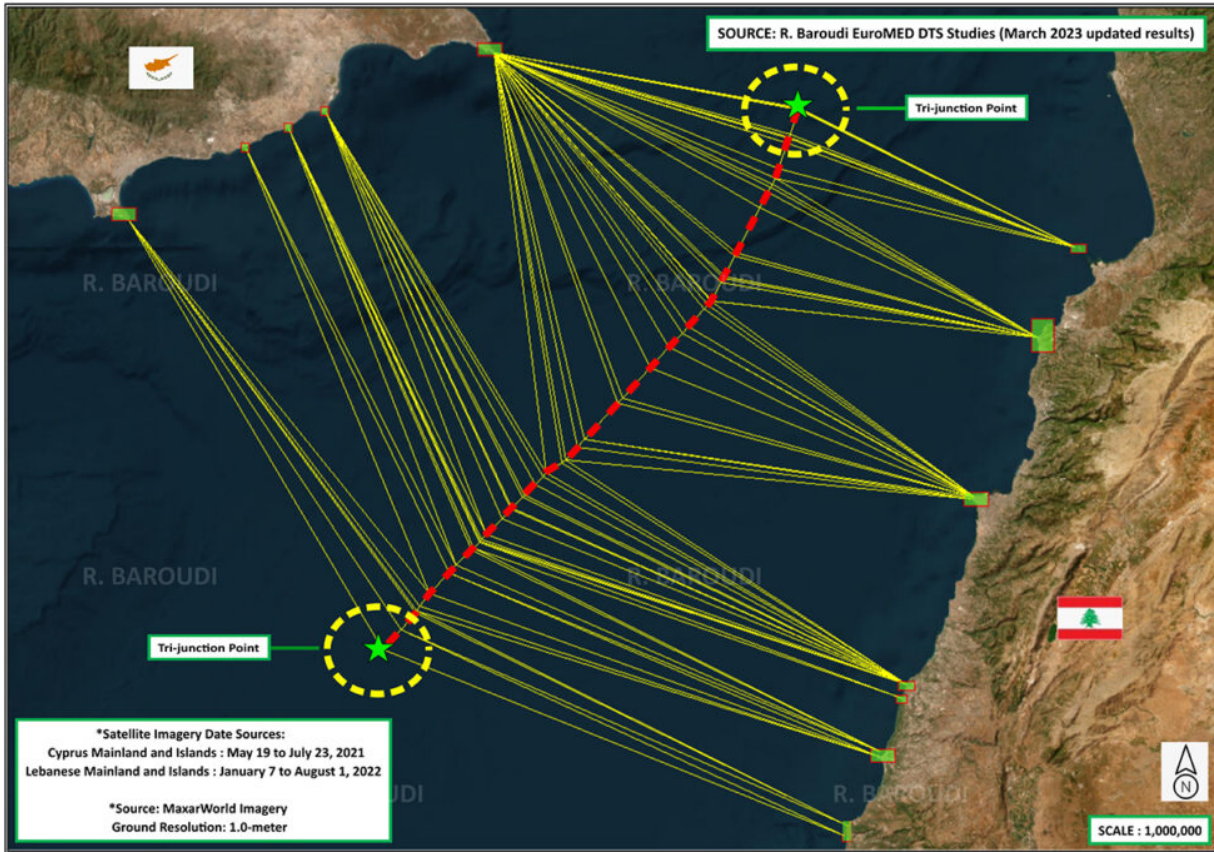 SOURCE: R. Baroudi EuroMED DTS Studies (March 2023 updated results)
Tri-junction Point
R. BAROUDI
R. BAROUDI
R. BAROUDI
R. BAROUDI
Tri-junction Point
*Satellite Imagery Date Sources:
Cyprus Mainland and Islands : May 19 to July 23, 2021
Lebanese Mainland and Islands : January 7 to August 1, 2022
*Source: MaxarWorld Imagery
Ground Resolution: 1.0-meter
R. BAROUDI
N
SCALE : 1,000,000